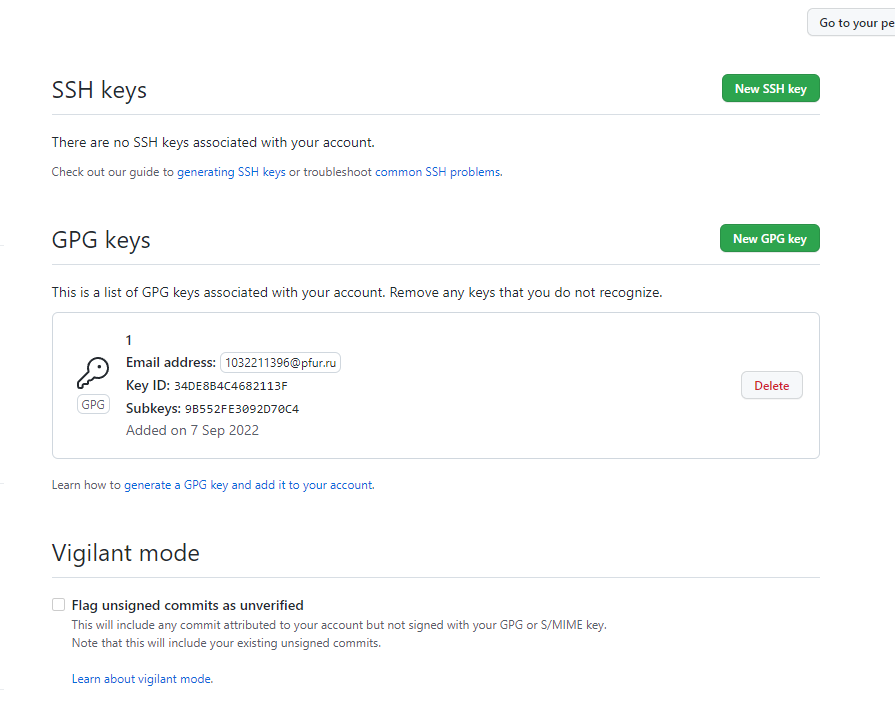 Go to your pe
SSH keys
New SSH key
There are no SSH keys associated with your account.
Check out our guide to generating SSH keys or troubleshoot common SSH problems.
GPG keys
New GPG key
This is a list of GPG keys associated with your account. Remove any keys that you do not recognize.
1
Email address: 1032211396@pfur.ru
Key ID: 34DE8B4C4682113F
GPG
Subkeys: 9B552FE3092D70C4
Added on 7 Sep 2022
Delete
Learn how to generate a GPG key and add it to your account.
Vigilant mode
Flag unsigned commits as unverified
This will include any commit attributed to your account but not signed with your GPG or S/MIME key.
Note that this will include your existing unsigned commits.
Learn about vigilant mode.